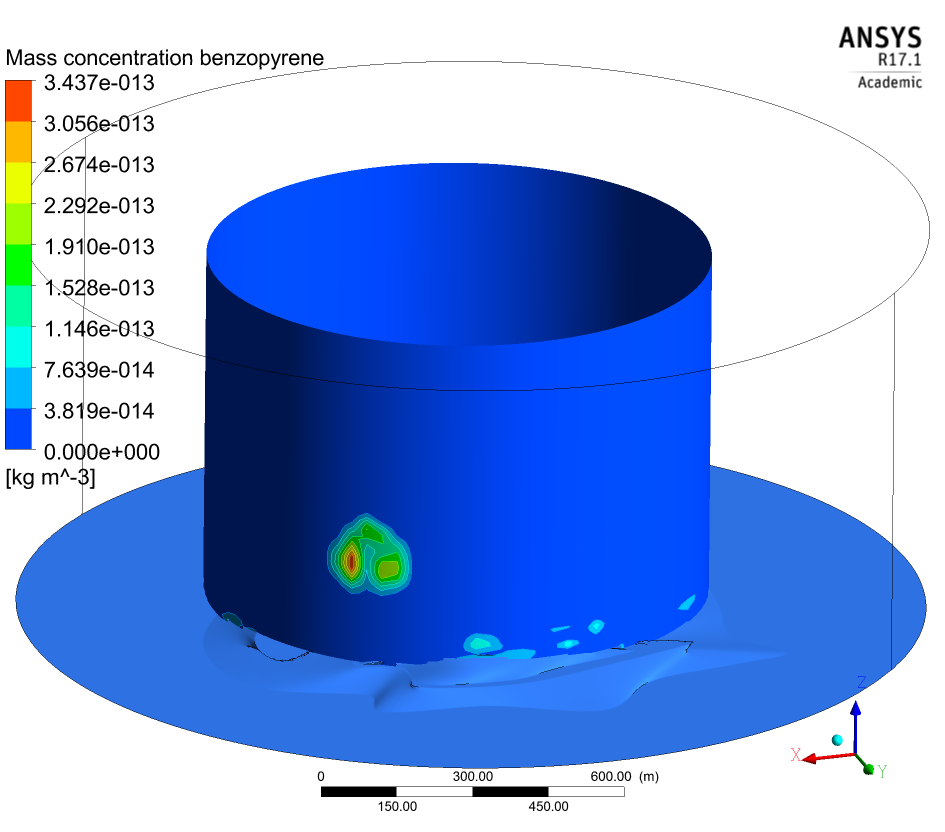 ANSYS
R17.1
Academic
Mass concentration benzopyrene
3.437e-013
3.056e-013
2.674e-013
2.292e-013
1.910e-013
1.528e-013
1.146e-013
7.639e-014
3.819e-014
0.000e+000
[kg m^-3]
Z
X
Y
0 300.00 600.00 (m)
150.00 450.00